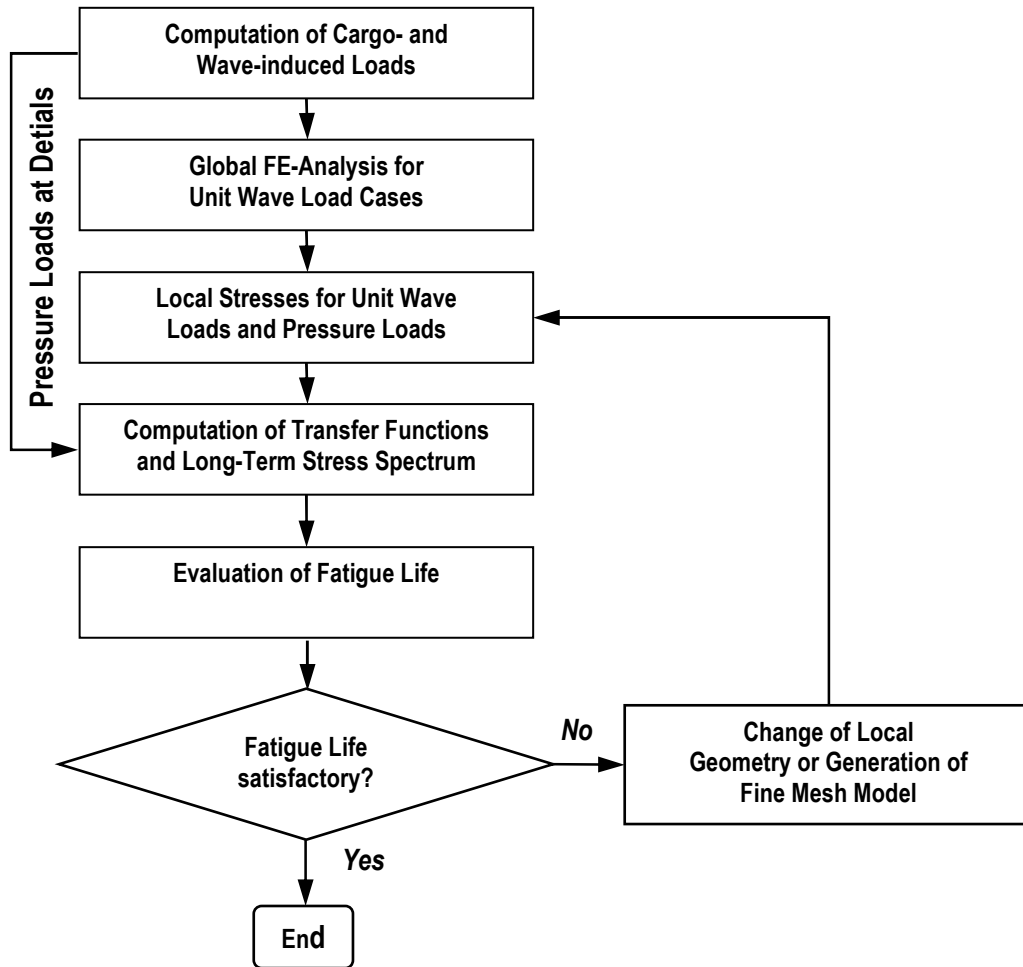 Computation of Cargo- and
Wave-induced Loads
Pressure Loads at Detials
Global FE-Analysis for
Unit Wave Load Cases
Local Stresses for Unit Wave
Loads and Pressure Loads
Computation of Transfer Functions
and Long-Term Stress Spectrum
Evaluation of Fatigue Life
Fatigue Life
satisfactory?
No
Change of Local
Geometry or Generation of
Fine Mesh Model
Yes
End